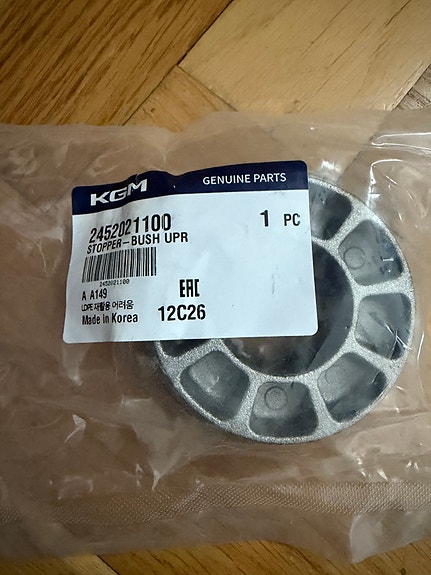 KGM GENUINE PARTS
2452021100 1 PC
STOPPER-BUSH UPR
2452021100
A A149 EAC
LDPE 재활용 어려움
Made in Korea 12C26